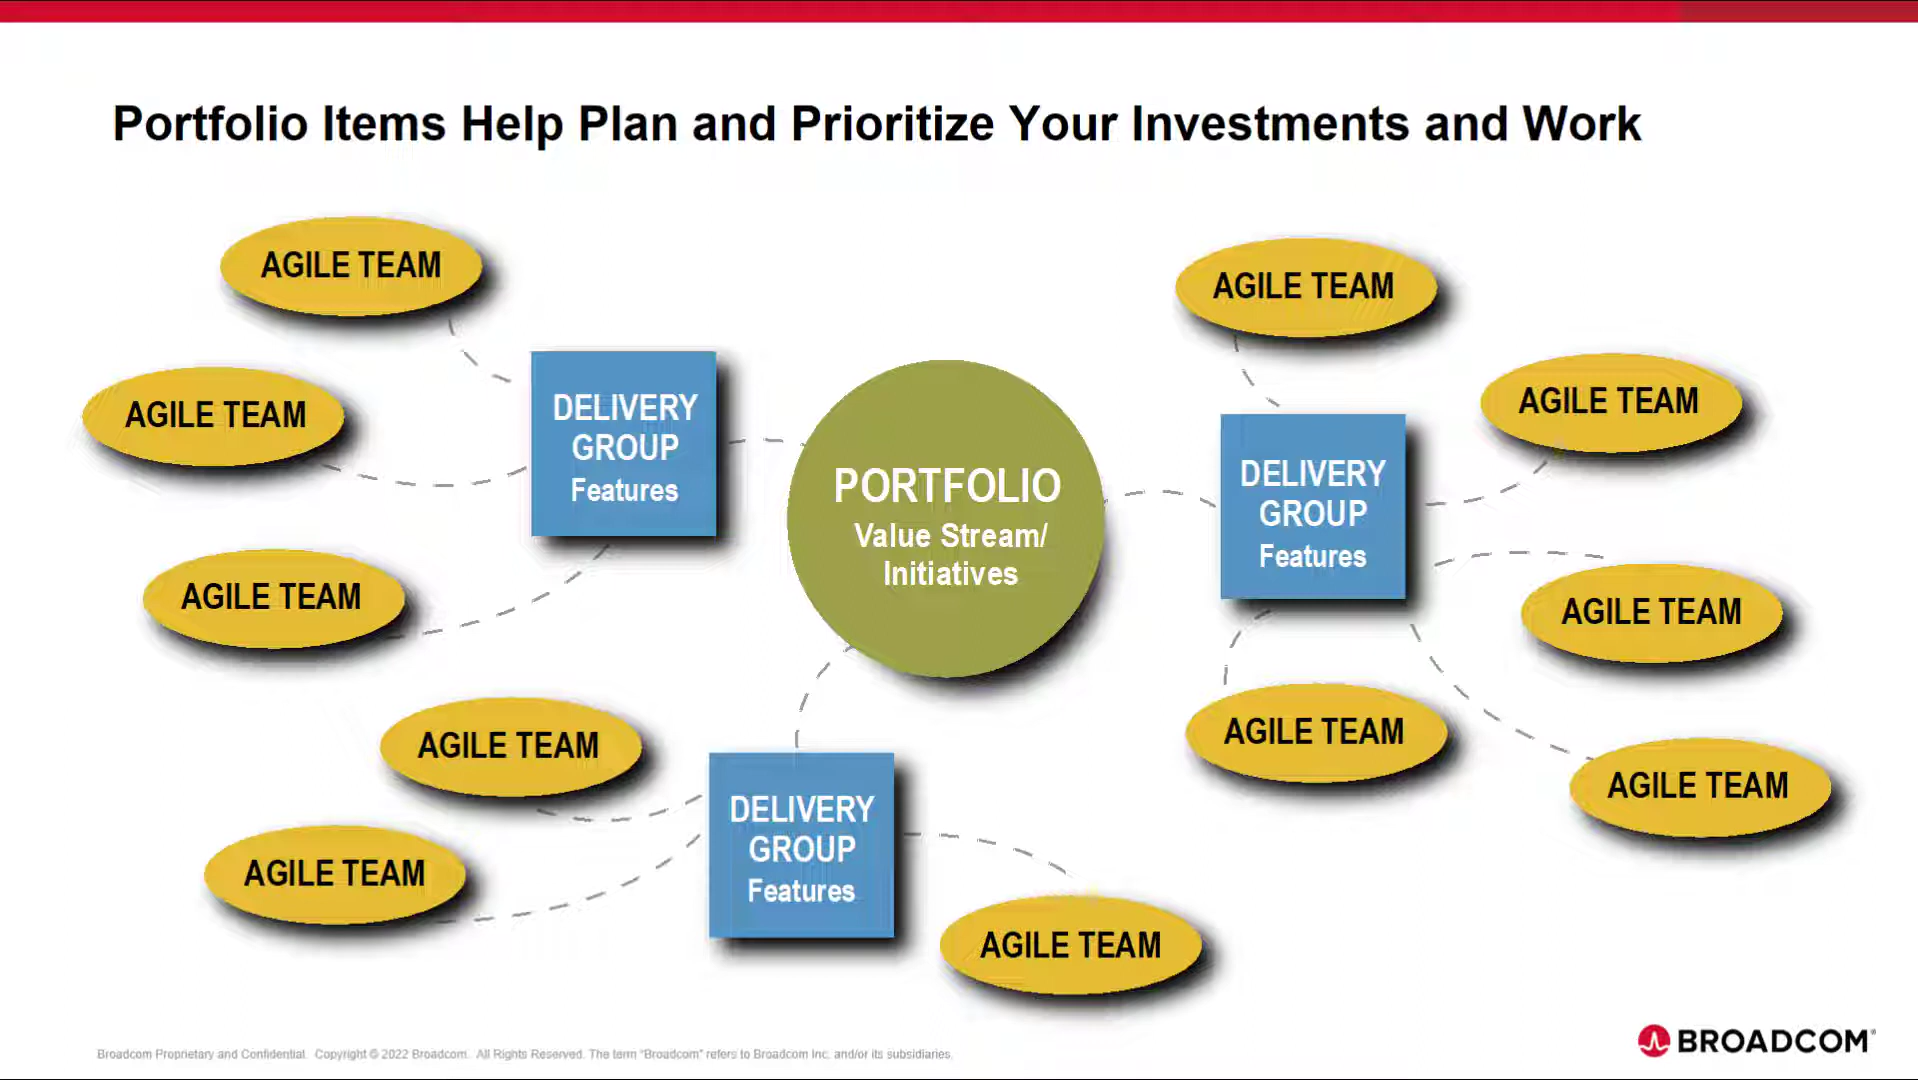 Portfolio Items Help Plan and Prioritize Your Investments and Work
AGILE TEAM
AGILE TEAM
AGILE TEAM
DELIVERY
GROUP
Features
PORTFOLIO
Value Stream/
Initiatives
AGILE TEAM
AGILE TEAM
DELIVERY
GROUP
Features
AGILE TEAM
AGILE TEAM
AGILE TEAM
AGILE TEAM
AGILE TEAM
DELIVERY
GROUP
Features
AGILE TEAM
Broadcom Proprietary and Confidential. Copyright © 2022 Broadcom. All Rights Reserved. The term “Broadcom” refers to Broadcom Inc. and/or its subsidiaries.
BROADCOM®